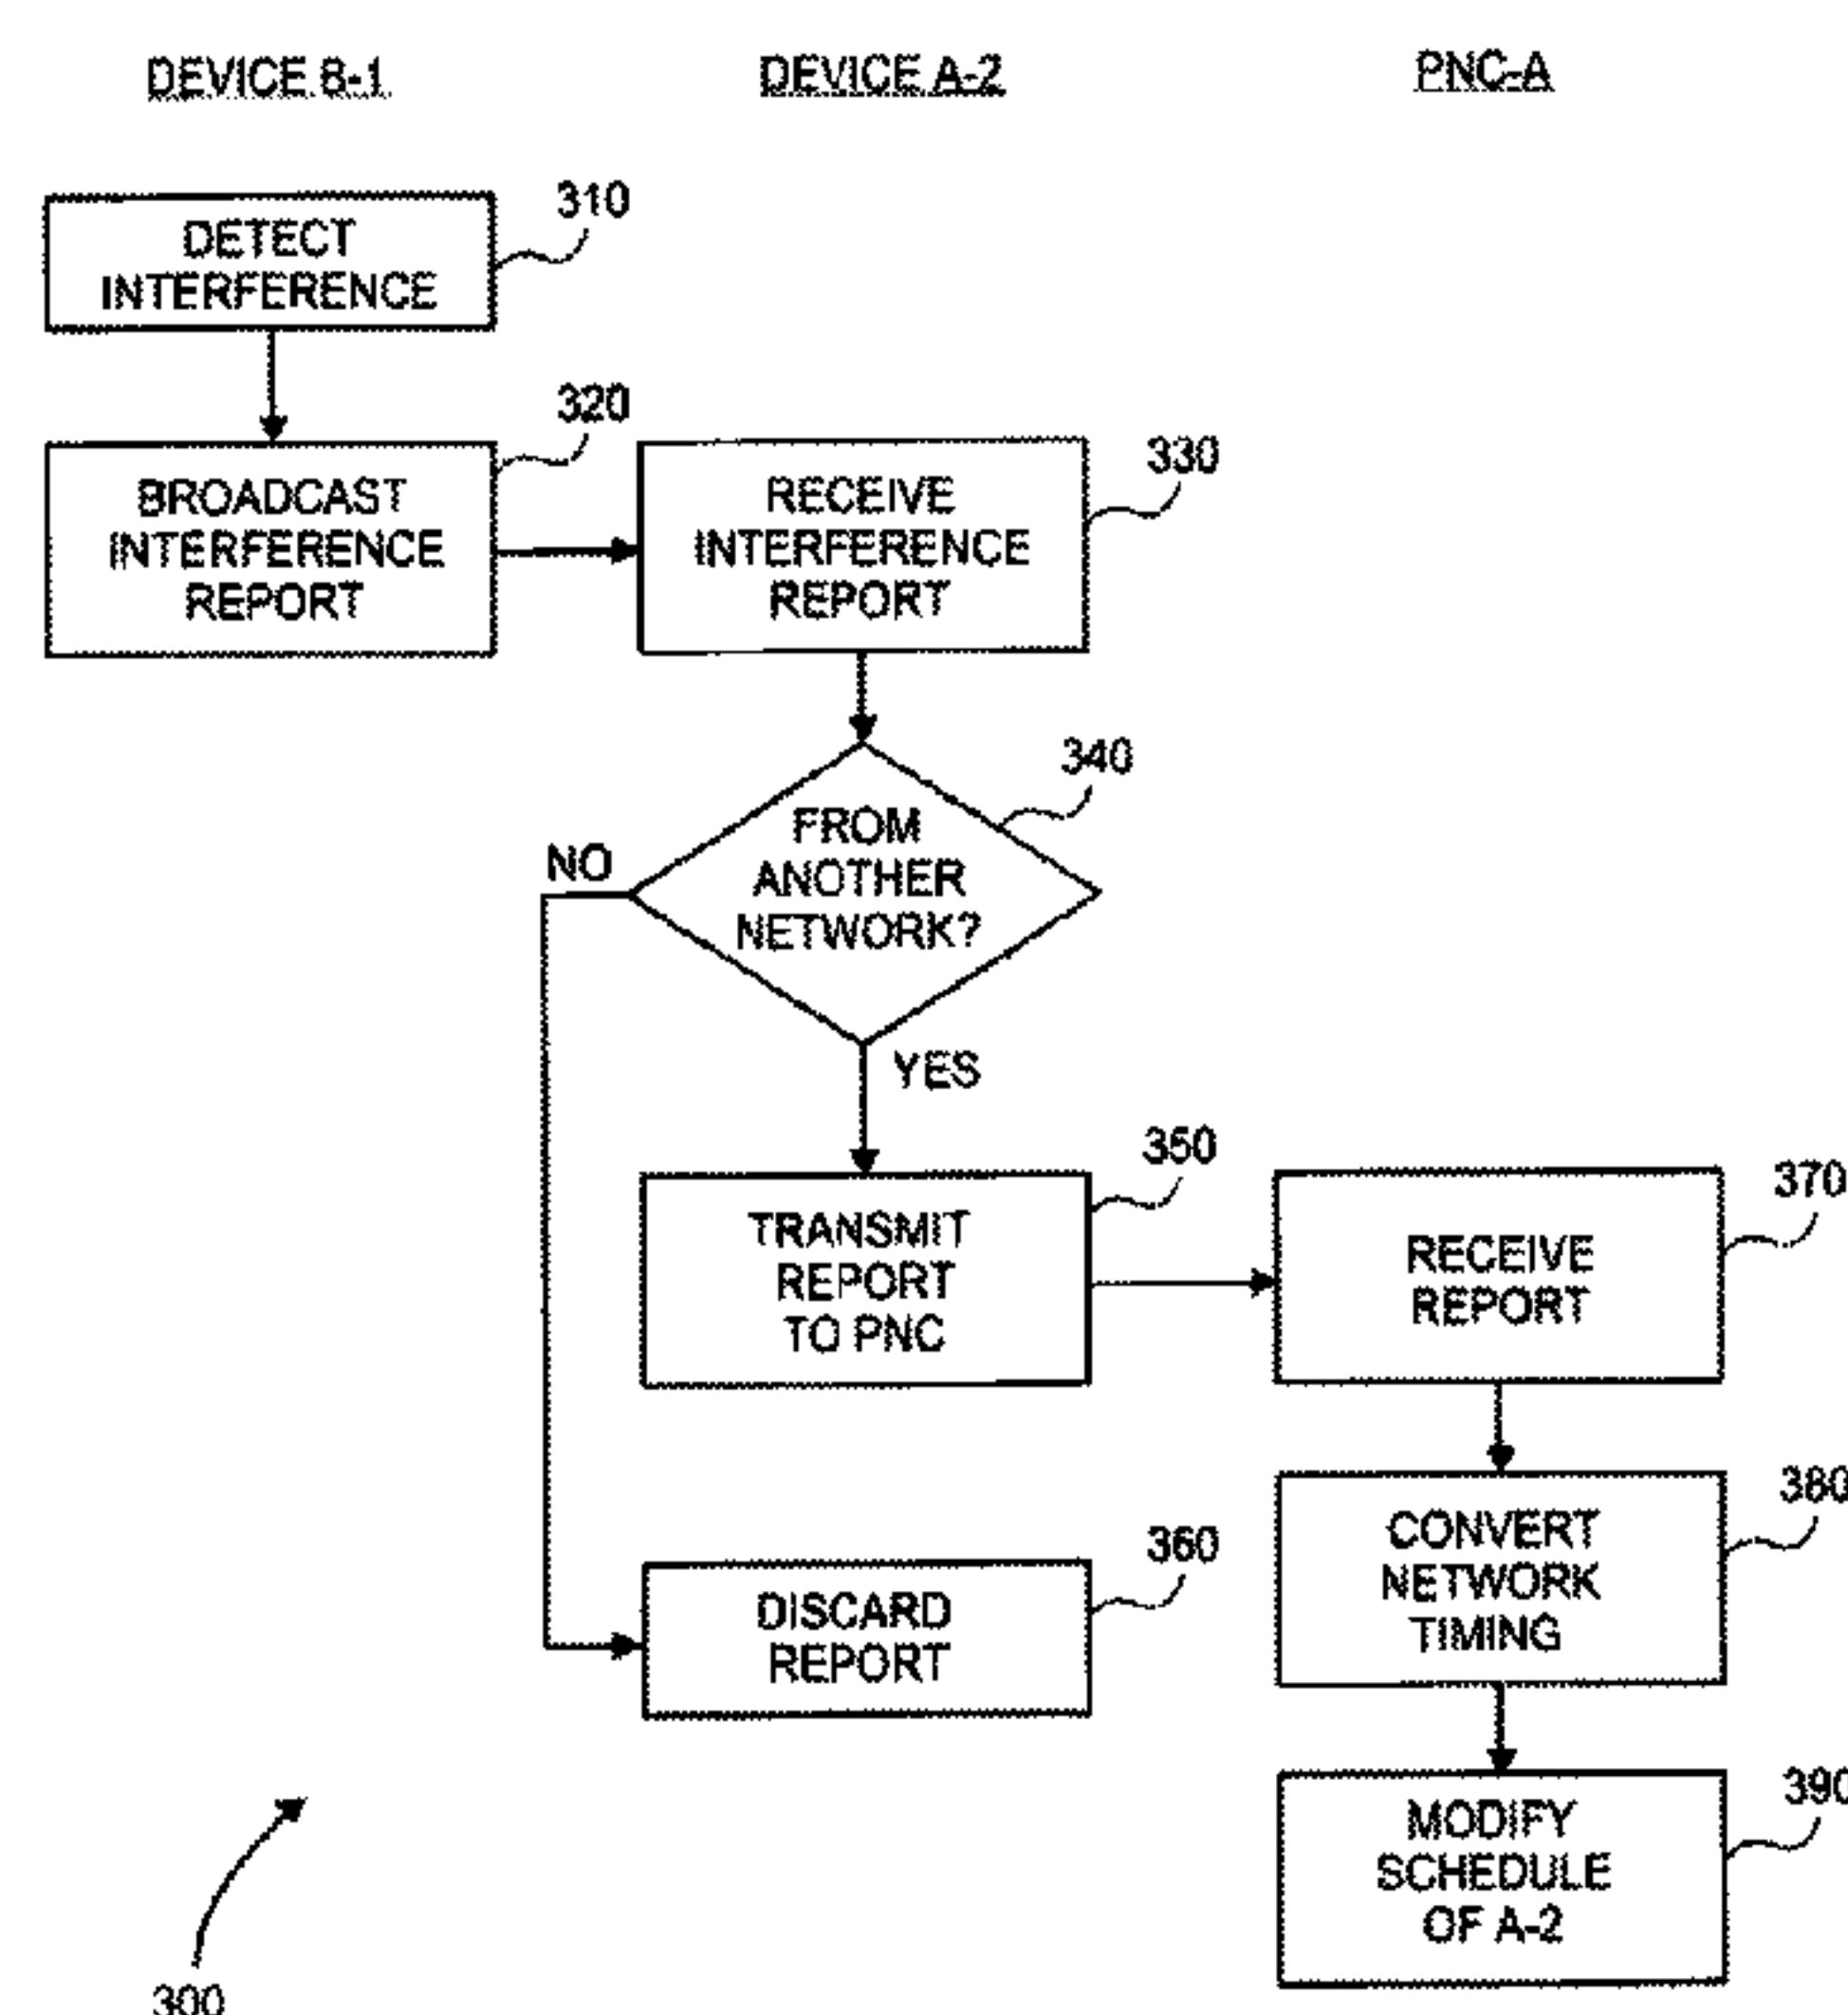 DEVICE B-1
DEVICE A-2
PNC-A
310
DETECT
INTERFERENCE
320
BROADCAST
INTERFERENCE
REPORT
330
RECEIVE
INTERFERENCE
REPORT
340
FROM
ANOTHER
NETWORK?
NO
YES
350
TRANSMIT
REPORT
TO PNC
370
RECEIVE
REPORT
360
DISCARD
REPORT
380
CONVERT
NETWORK
TIMING
390
MODIFY
SCHEDULE
OF A-2
300